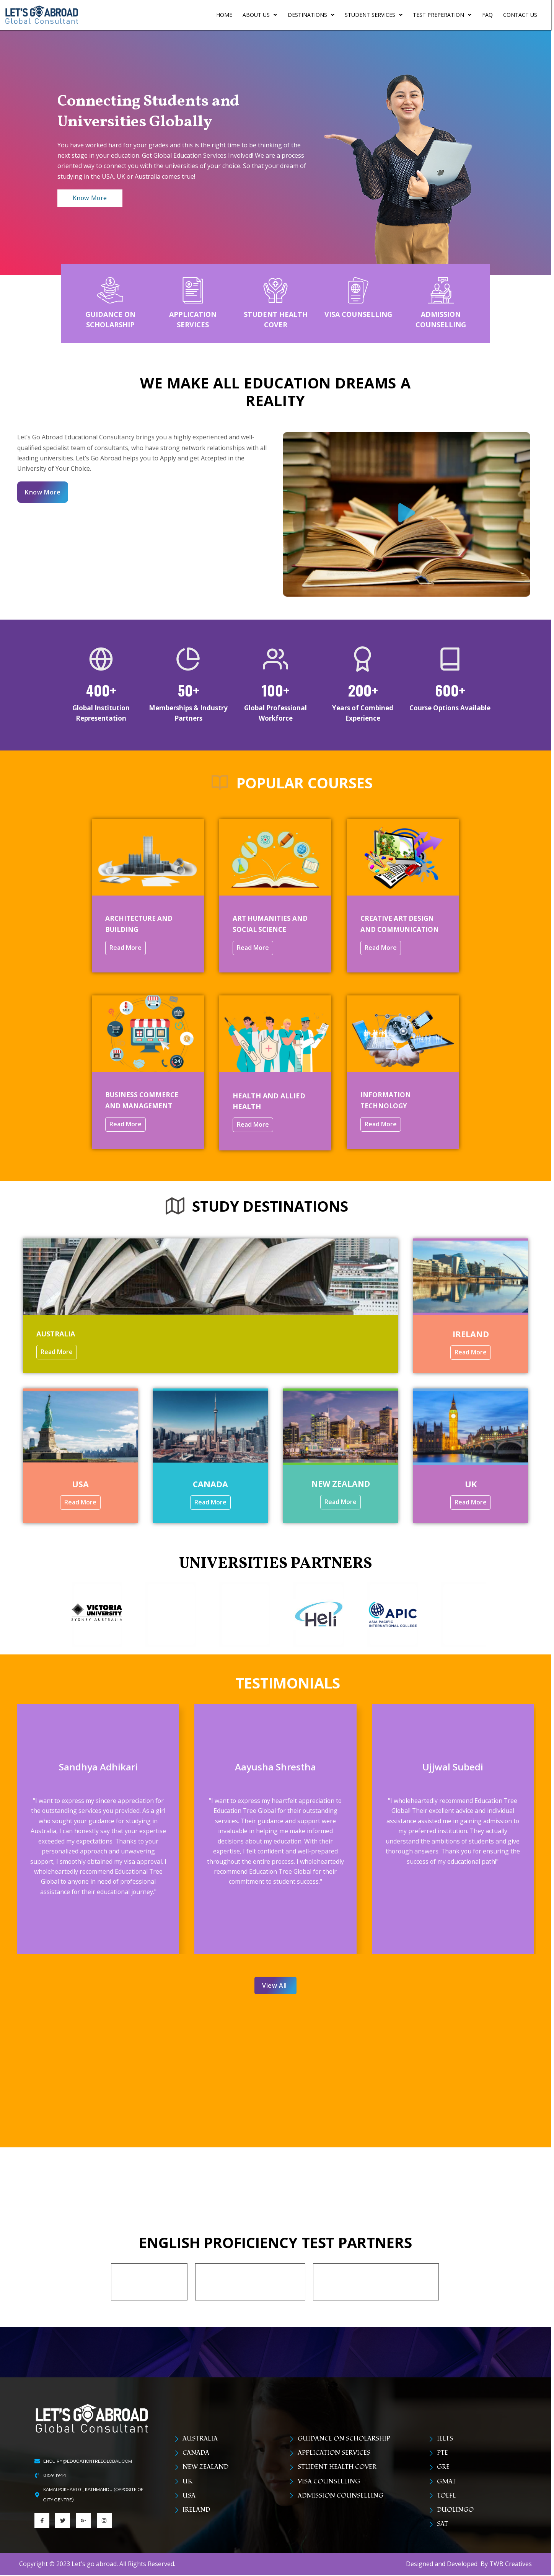 LET'S GO ABROAD
Global Consultant
HOME
ABOUT US
DESTINATIONS
STUDENT SERVICES
TEST PREPERATION
FAQ
CONTACT US
Connecting Students and
Universities Globally
You have worked hard for your grades and this is the right time to be thinking of the
next stage in your education. Get Global Education Services Involved! We are a process
oriented way to connect you with the universities of your choice. So that your dream of
studying in the USA, UK or Australia comes true!
Know More
GUIDANCE ON
SCHOLARSHIP
APPLICATION
SERVICES
STUDENT HEALTH
COVER
VISA COUNSELLING
ADMISSION
COUNSELLING
WE MAKE ALL EDUCATION DREAMS A
REALITY
Let's Go Abroad Educational Consultancy brings you a highly experienced and well-
qualified specialist team of consultants, who have strong network relationships with all
leading universities. Let's Go Abroad helps you to Apply and get Accepted in the
University of Your Choice.
Know More
400+
Global Institution
Representation
50+
Memberships & Industry
Partners
100+
Global Professional
Workforce
200+
Years of Combined
Experience
600+
Course Options Available
POPULAR COURSES
ARCHITECTURE AND
BUILDING
Read More
ART HUMANITIES AND
SOCIAL SCIENCE
Read More
CREATIVE ART DESIGN
AND COMMUNICATION
Read More
BUSINESS COMMERCE
AND MANAGEMENT
Read More
HEALTH AND ALLIED
HEALTH
Read More
INFORMATION
TECHNOLOGY
Read More
STUDY DESTINATIONS
AUSTRALIA
Read More
IRELAND
Read More
USA
Read More
CANADA
Read More
NEW ZEALAND
Read More
UK
Read More
UNIVERSITIES PARTNERS
VICTORIA
UNIVERSITY
SYDNEY AUSTRALIA
Heli
APIC
ASIA PACIFIC
INTERNATIONAL COLLEGE
TESTIMONIALS
Sandhya Adhikari
"I want to express my sincere appreciation for
the outstanding services you provided. As a girl
who sought your guidance for studying in
Australia, I can honestly say that your expertise
exceeded my expectations. Thanks to your
personalized approach and unwavering
support, I smoothly obtained my visa approval. I
wholeheartedly recommend Educational Tree
Global to anyone in need of professional
assistance for their educational journey."
Aayusha Shrestha
"I want to express my heartfelt appreciation to
Education Tree Global for their outstanding
services. Their guidance and support were
invaluable in helping me make informed
decisions about my education. With their
expertise, I felt confident and well-prepared
throughout the entire process. I wholeheartedly
recommend Education Tree Global for their
commitment to student success."
Ujjwal Subedi
"I wholeheartedly recommend Education Tree
Global! Their excellent advice and individual
assistance assisted me in gaining admission to
my preferred institution. They actually
understand the ambitions of students and give
thorough answers. Thank you for ensuring the
success of my educational path!"
View All
ENGLISH PROFICIENCY TEST PARTNERS
LET'S GO ABROAD
Global Consultant
ENQUIRY@EDUCATIONTREEGLOBAL.COM
KAMALPOKHARI 01, KATHMANDU (OPPOSITE OF
CITY CENTRE)
AUSTRALIA
CANADA
NEW ZEALAND
UK
USA
IRELAND
GUIDANCE ON SCHOLARSHIP
APPLICATION SERVICES
STUDENT HEALTH COVER
VISA COUNSELLING
ADMISSION COUNSELLING
IELTS
PTE
GRE
GMAT
TOEFL
DUOLINGO
SAT
Copyright © 2023 Let's go abroad. All Rights Reserved.
Designed and Developed By TWB Creatives